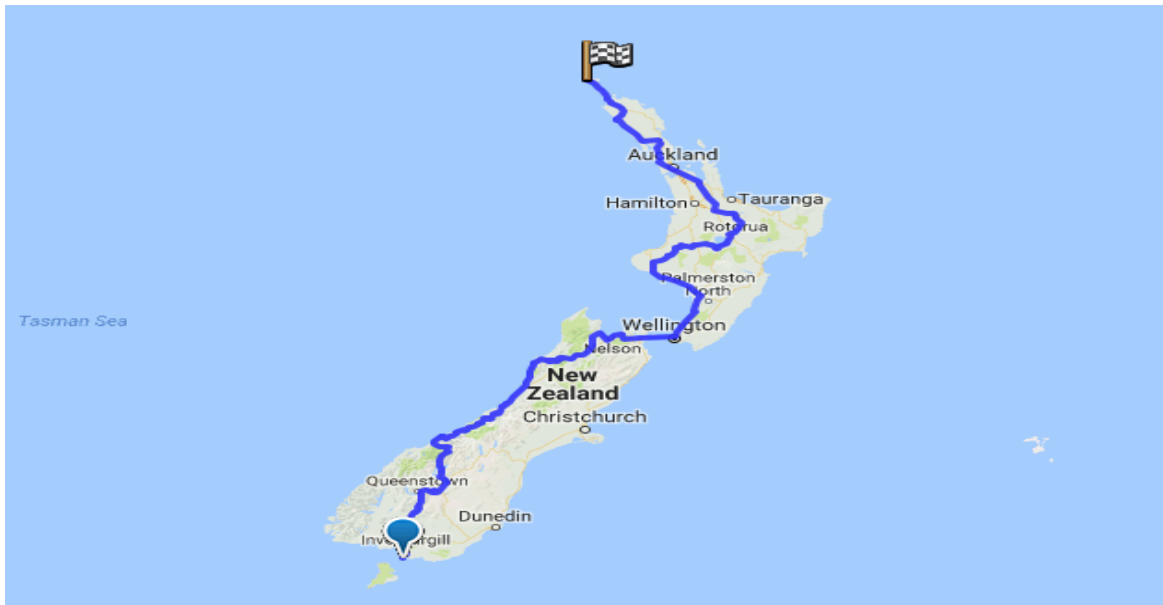 Auckland
Hamilton
Tauranga
Rotorua
Palmerston
North
Tasman Sea
Wellington
Nelson
New
Zealand
Christchurch
Queenstown
Dunedin